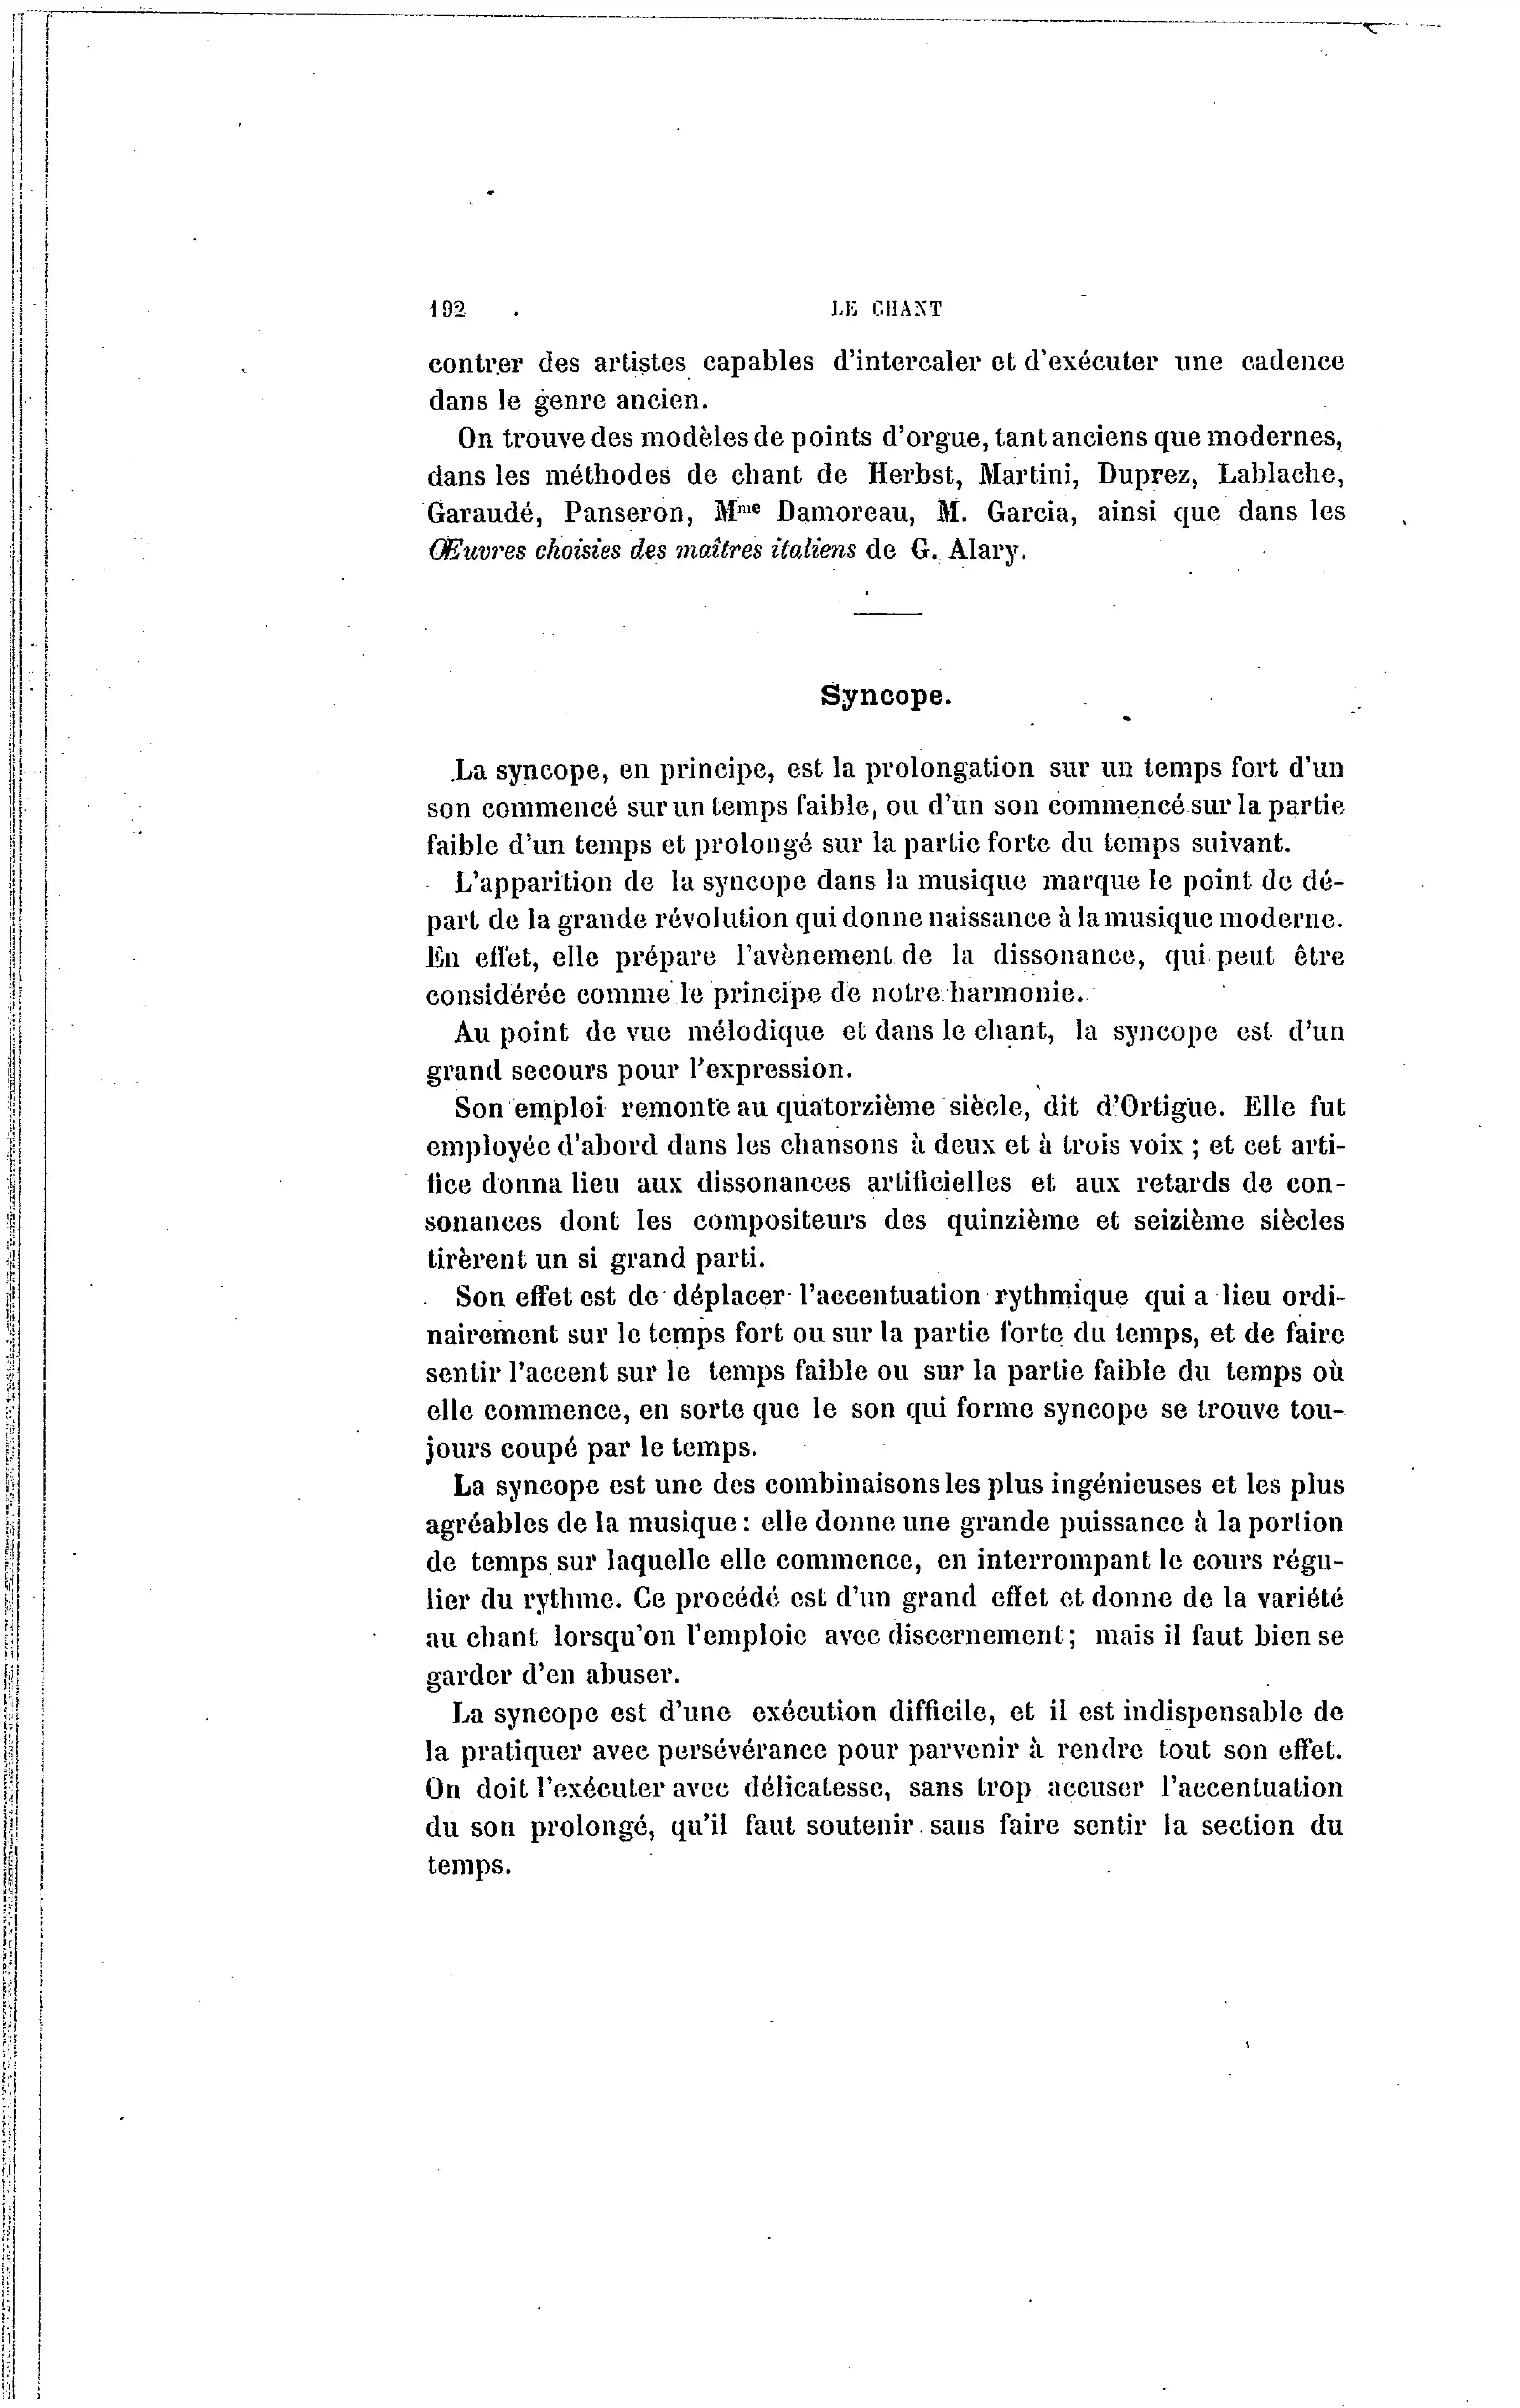 192
LE CHANT
contrer des artistes capables d'intercaler et d'exécuter une cadence
dans le genre ancien.
On trouve des modèles de points d'orgue, tant anciens que modernes,
dans les méthodes de chant de Herbst, Martini, Duprez, Lablache,
Garaudé, Panseron, Mme Damoreau, M. Garcia, ainsi que dans les
Œuvres choisies des maîtres italiens de G. Alary.
Syncope.
La syncope, en principe, est la prolongation sur un temps fort d'un
son commencé sur un temps faible, ou d'un son commencé sur la partie
faible d'un temps et prolongé sur la partie forte du temps suivant.
L'apparition de la syncope dans la musique marque le point de dé-
part de la grande révolution qui donne naissance à la musique moderne.
En effet, elle prépare l'avènement de la dissonance, qui peut être
considérée comme le principe de notre harmonie.
Au point de vue mélodique et dans le chant, la syncope est d'un
grand secours pour l'expression.
Son emploi remonte au quatorzième siècle, dit d'Ortigue. Elle fut
employée d'abord dans les chansons à deux et à trois voix ; et cet arti-
fice donna lieu aux dissonances artificielles et aux retards de con-
sonances dont les compositeurs des quinzième et seizième siècles
tirèrent un si grand parti.
Son effet est de déplacer l'accentuation rythmique qui a lieu ordi-
nairement sur le temps fort ou sur la partie forte du temps, et de faire
sentir l'accent sur le temps faible ou sur la partie faible du temps où
elle commence, en sorte que le son qui forme syncope se trouve tou-
jours coupé par le temps.
La syncope est une des combinaisons les plus ingénieuses et les plus
agréables de la musique : elle donne une grande puissance à la portion
de temps sur laquelle elle commence, en interrompant le cours régu-
lier du rythme. Ce procédé est d'un grand effet et donne de la variété
au chant lorsqu'on l'emploie avec discernement ; mais il faut bien se
garder d'en abuser.
La syncope est d'une exécution difficile, et il est indispensable de
la pratiquer avec persévérance pour parvenir à rendre tout son effet.
On doit l'exécuter avec délicatesse, sans trop accuser l'accentuation
du son prolongé, qu'il faut soutenir sans faire sentir la section du
temps.